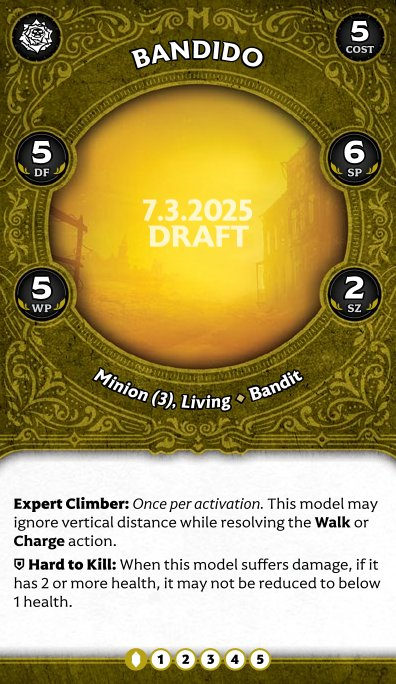 M
5
COST
BANDIDO
5
DF
6
SP
7.3.2025
DRAFT
5
WP
2
SZ
Minion (3), Living ♦ Bandit
Expert Climber: Once per activation. This model may
ignore vertical distance while resolving the Walk or
Charge action.
Hard to Kill: When this model suffers damage, if it
has 2 or more health, it may not be reduced to below
1 health.
1 2 3 4 5